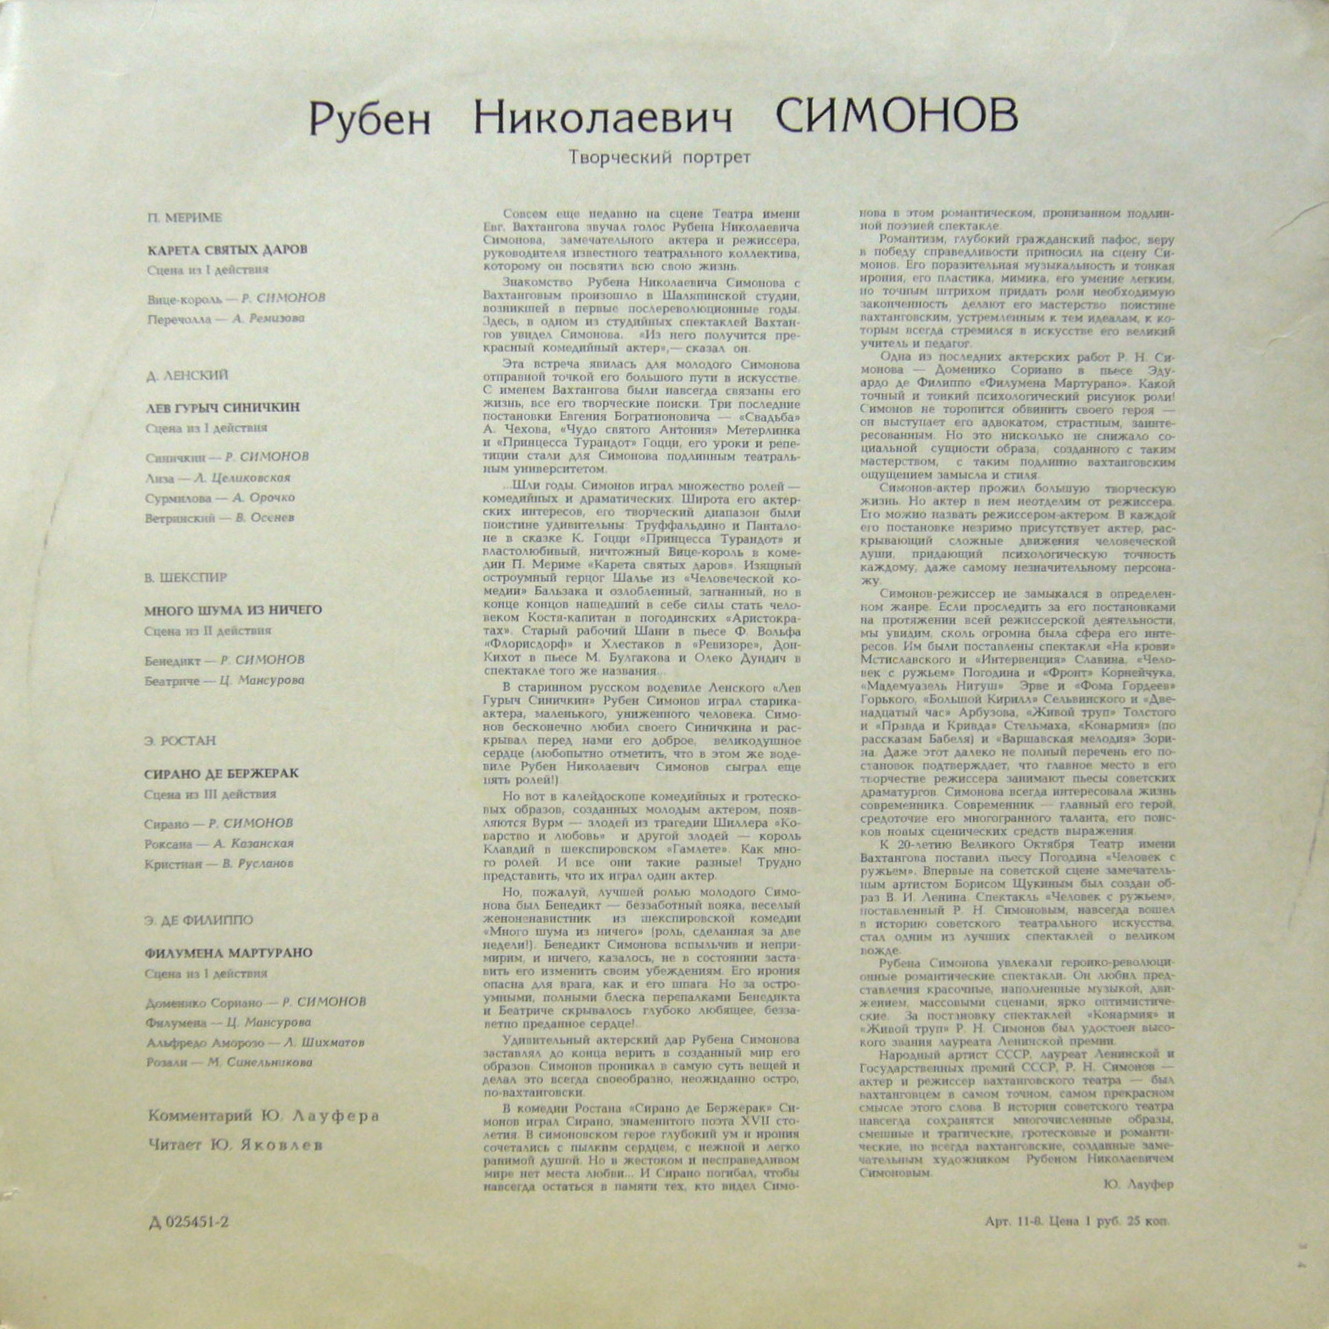 Рубен Николаевич СИМОНОВ
Творческий портрет
П. МЕРИМЕ
КАРЕТА СВЯТЫХ ДАРОВ
Сцена из I действия
Вице-король — Р. СИМОНОВ
Перечолла — А. Ремизова
Д. ЛЕНСКИЙ
ЛЕВ ГУРЫЧ СИНИЧКИН
Сцена из I действия
Синичкин — Р. СИМОНОВ
Лиза — Л. Целиковская
Сурмилова — А. Орочко
Ветринский — В. Осенев
В. ШЕКСПИР
МНОГО ШУМА ИЗ НИЧЕГО
Сцена из II действия
Бенедикт — Р. СИМОНОВ
Беатриче — Ц. Мансурова
Э. РОСТАН
СИРАНО ДЕ БЕРЖЕРАК
Сцена из III действия
Сирано — Р. СИМОНОВ
Роксана — А. Казанская
Кристиан — В. Русланов
Э. ДЕ ФИЛИППО
ФИЛУМЕНА МАРТУРАНО
Сцена из I действия
Доменико Сориано — Р. СИМОНОВ
Филумена — Ц. Мансурова
Альфредо Аморозо — Л. Шихматов
Розали — М. Синельникова
Комментарий Ю. Лауфера
Читает Ю. Яковлев
Д 025451-2
Совсем еще недавно на сцене Театра имени
Евг. Вахтангова звучал голос Рубена Николаевича
Симонова, замечательного актера и режиссера,
руководителя известного театрального коллектива,
которому он посвятил всю свою жизнь.
Знакомство Рубена Николаевича Симонова с
Вахтанговым произошло в Шаляпинской студии,
возникшей в первые послереволюционные годы.
Здесь, в одном из студийных спектаклей Вахтан-
гов увидел Симонова. «Из него получится пре-
красный комедийный актер»,— сказал он.
Эта встреча явилась для молодого Симонова
отправной точкой его большого пути в искусстве.
С именем Вахтангова были навсегда связаны его
жизнь, все его творческие поиски. Три последние
постановки Евгения Богратионовича — «Свадьба»
А. Чехова, «Чудо святого Антония» Метерлинка
и «Принцесса Турандот» Гоцци, его уроки и репе-
тиции стали для Симонова подлинным театраль-
ным университетом.
...Шли годы. Симонов играл множество ролей —
комедийных и драматических. Широта его актер-
ских интересов, его творческий диапазон были
поистине удивительны: Труффальдино и Пантало-
не в сказке К. Гоцци «Принцесса Турандот» и
властолюбивый, ничтожный Вице-король в коме-
дии П. Мериме «Карета святых даров». Изящный
остроумный герцог Шалье из «Человеческой ко-
медии» Бальзака и озлобленный, загнанный, но в
конце концов нашедший в себе силы стать чело-
веком Костя-капитан в погодинских «Аристокра-
тах». Старый рабочий Шани в пьесе Ф. Вольфа
«Флорисдорф» и Хлестаков в «Ревизоре», Дон-
Кихот в пьесе М. Булгакова и Олеко Дундич в
спектакле того же названия...
В старинном русском водевиле Ленского «Лев
Гурыч Синичкин» Рубен Симонов играл старика-
актера, маленького, униженного человека. Симо-
нов бесконечно любил своего Синичкина и рас-
крывал перед нами его доброе, великодушное
сердце (любопытно отметить, что в этом же воде-
виле Рубен Николаевич Симонов сыграл еще
пять ролей!).
Но вот в калейдоскопе комедийных и гротеско-
вых образов, созданных молодым актером, появ-
ляются Вурм — злодей из трагедии Шиллера «Ко-
варство и любовь» и другой злодей — король
Клавдий в шекспировском «Гамлете». Как мно-
го ролей. И все они такие разные! Трудно
представить, что их играл один актер.
Но, пожалуй, лучшей ролью молодого Симо-
нова был Бенедикт — беззаботный вояка, веселый
женоненавистник из шекспировской комедии
«Много шума из ничего» (роль, сделанная за две
недели!). Бенедикт Симонова вспыльчив и непри-
мирим, и ничего, казалось, не в состоянии заста-
вить его изменить своим убеждениям. Его ирония
опасна для врага, как и его шпага. Но за остро-
умными, полными блеска перепалками Бенедикта
и Беатриче скрывалось глубоко любящее, безза-
ветно преданное сердце!..
Удивительный актерский дар Рубена Симонова
заставлял до конца верить в созданный мир его
образов. Симонов проникал в самую суть вещей и
делал это всегда своеобразно, неожиданно остро,
по-вахтанговски.
В комедии Ростана «Сирано де Бержерак» Си-
монов играл Сирано, знаменитого поэта XVII сто-
летия. В симоновском герое глубокий ум и ирония
сочетались с пылким сердцем, с нежной и легко
ранимой душой. Но в жестоком и несправедливом
мире нет места любви... И Сирано погибал, чтобы
навсегда остаться в памяти тех, кто видел Симо-
нова в этом романтическом, пронизанном подлин-
ной поэзией спектакле.
Романтизм, глубокий гражданский пафос, веру
в победу справедливости приносил на сцену Си-
монов. Его поразительная музыкальность и тонкая
ирония, его пластика, мимика, его умение легким,
но точным штрихом придать роли необходимую
законченность делают его мастерство поистине
вахтанговским, устремленным к тем идеалам, к ко-
торым всегда стремился в искусстве его великий
учитель и педагог.
Одна из последних актерских работ Р. Н. Си-
монова — Доменико Сориано в пьесе Эду-
ардо де Филиппо «Филумена Мартурано». Какой
точный и тонкий психологический рисунок роли!
Симонов не торопится обвинить своего героя —
он выступает его адвокатом, страстным, заинте-
ресованным. Но это нисколько не снижало со-
циальной сущности образа, созданного с таким
мастерством, с таким подлинно вахтанговским
ощущением замысла и стиля.
Симонов-актер прожил большую творческую
жизнь. Но актер в нем неотделим от режиссера.
Его можно назвать режиссером-актером. В каждой
его постановке незримо присутствует актер, рас-
крывающий сложные движения человеческой
души, придающий психологическую точность
каждому, даже самому незначительному персона-
жу.
Симонов-режиссер не замыкался в определен-
ном жанре. Если проследить за его постановками
на протяжении всей режиссерской деятельности,
мы увидим, сколь огромна была сфера его инте-
ресов. Им были поставлены спектакли «На крови»
Мстиславского и «Интервенция» Славина, «Чело-
век с ружьем» Погодина и «Фронт» Корнейчука,
«Мадемуазель Нитуш» Эрве и «Фома Гордеев»
Горького, «Большой Кирилл» Сельвинского и «Две-
надцатый час» Арбузова, «Живой труп» Толстого
и «Правда и Кривда» Стельмаха, «Конармия» (по
рассказам Бабеля) и «Варшавская мелодия» Зори-
на. Даже этот далеко не полный перечень его по-
становок подтверждает, что главное место в его
творчестве режиссера занимают пьесы советских
драматургов. Симонова всегда интересовала жизнь
современника. Современник — главный его герой,
средоточие его многогранного таланта, его поис-
ков новых сценических средств выражения.
К 20-летию Великого Октября Театр имени
Вахтангова поставил пьесу Погодина «Человек с
ружьем». Впервые на советской сцене замечатель-
ным артистом Борисом Щукиным был создан об-
раз В. И. Ленина. Спектакль «Человек с ружьем»,
поставленный Р. Н. Симоновым, навсегда вошел
в историю советского театрального искусства,
стал одним из лучших спектаклей о великом
вожде.
Рубена Симонова увлекали героико-революци-
онные романтические спектакли. Он любил пред-
ставления красочные, наполненные музыкой, дви-
жением, массовыми сценами, ярко оптимистиче-
ские. За постановку спектаклей «Конармия» и
«Живой труп» Р. Н. Симонов был удостоен высо-
кого звания лауреата Ленинской премии.
Народный артист СССР, лауреат Ленинской и
Государственных премий СССР, Р. Н. Симонов —
актер и режиссер вахтанговского театра — был
вахтанговцем в самом точном, самом прекрасном
смысле этого слова. В истории советского театра
навсегда сохранятся многочисленные образы,
смешные и трагические, гротесковые и романти-
ческие, но всегда вахтанговские, созданные заме-
чательным художником Рубеном Николаевичем
Симоновым.
Ю. Лауфер
Арт. 11-8. Цена 1 руб. 25 коп.